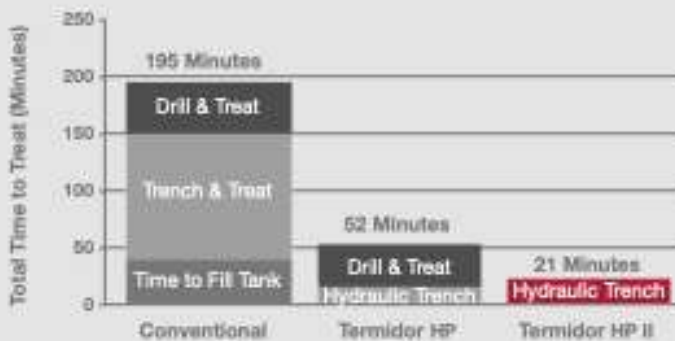 Total Time to Treat (Minutes)
250
200
150
100
50
0
195 Minutes
Drill & Treat
Trench & Treat
Time to Fill Tank
Conventional
52 Minutes
Drill & Treat
Hydraulic Trench
Termidor HP
21 Minutes
Hydraulic Trench
Termidor HP II